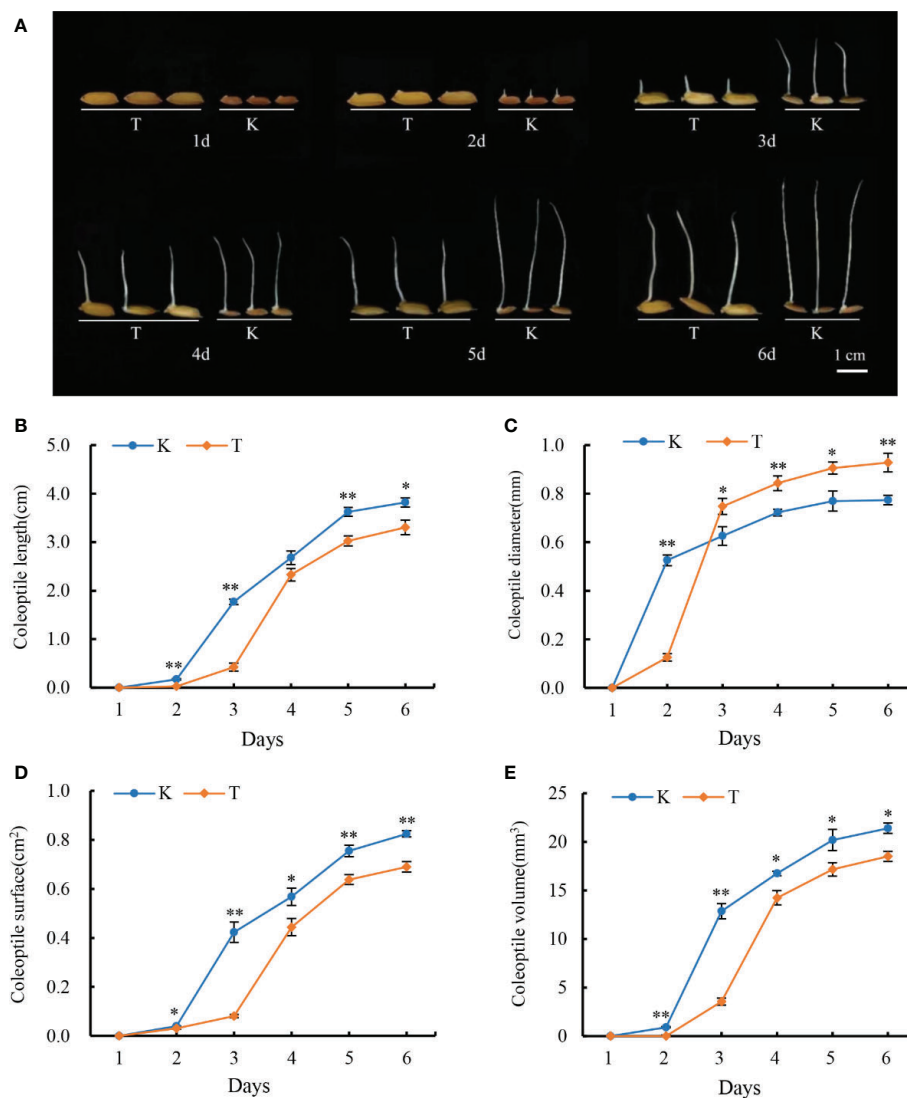 A
T K T K T K
1d 2d 3d
T K T K T K
4d 5d 6d
1 cm
B
K T
Coleoptile length(cm)
5.0
4.0
3.0
2.0
1.0
0.0
** ** ** *
1 2 3 4 5 6
Days
C
K T
Coleoptile diameter(mm)
1.0
0.8
0.6
0.4
0.2
0.0
** * ** * **
1 2 3 4 5 6
Days
D
K T
Coleoptile surface(cm²)
1.0
0.8
0.6
0.4
0.2
0.0
* ** * ** **
1 2 3 4 5 6
Days
E
K T
Coleoptile volume(mm³)
25
20
15
10
5
0
** ** * * *
1 2 3 4 5 6
Days